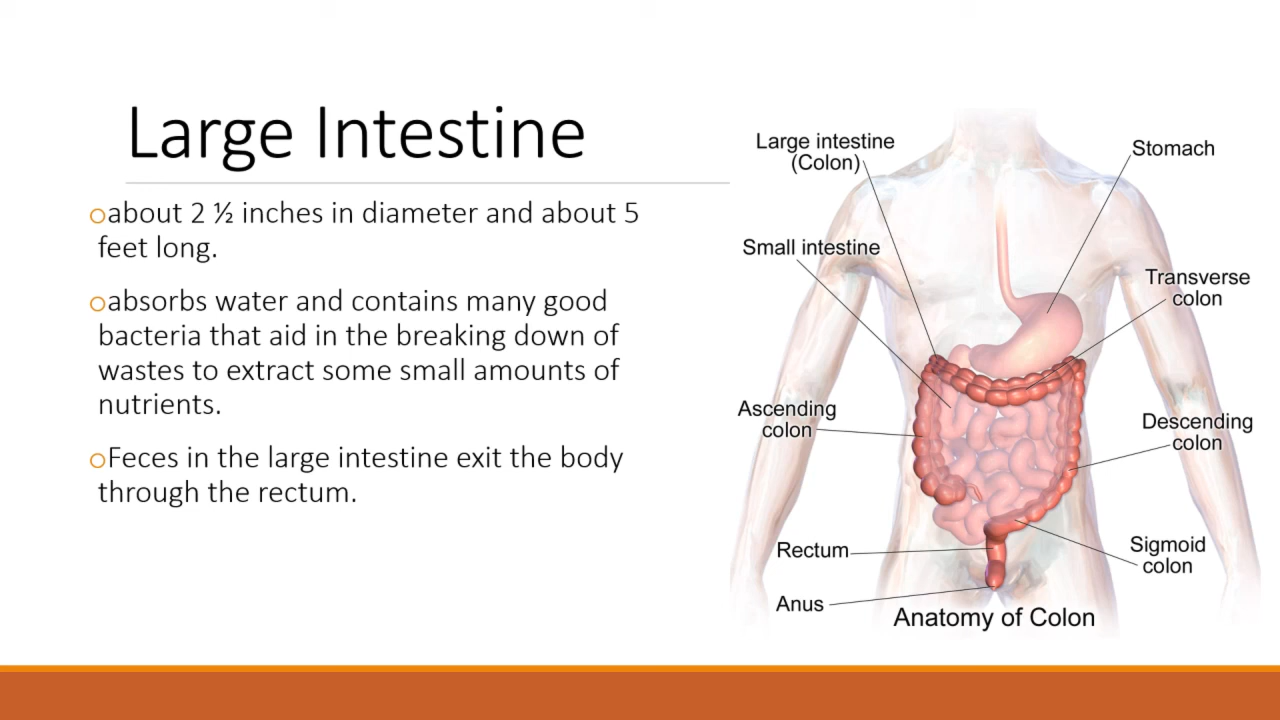 Large Intestine
oabout 2 ½ inches in diameter and about 5
feet long.
oabsorbs water and contains many good
bacteria that aid in the breaking down of
wastes to extract some small amounts of
nutrients.
oFeces in the large intestine exit the body
through the rectum.
Large intestine
(Colon)
Stomach
Small intestine
Transverse
colon
Ascending
colon
Descending
colon
Rectum
Sigmoid
colon
Anus
Anatomy of Colon